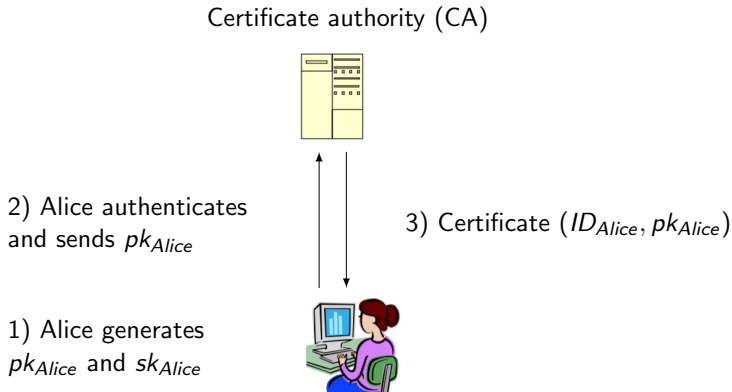 Certificate authority (CA)
2) Alice authenticates
and sends pk_Alice
3) Certificate (ID_Alice, pk_Alice)
1) Alice generates
pk_Alice and sk_Alice